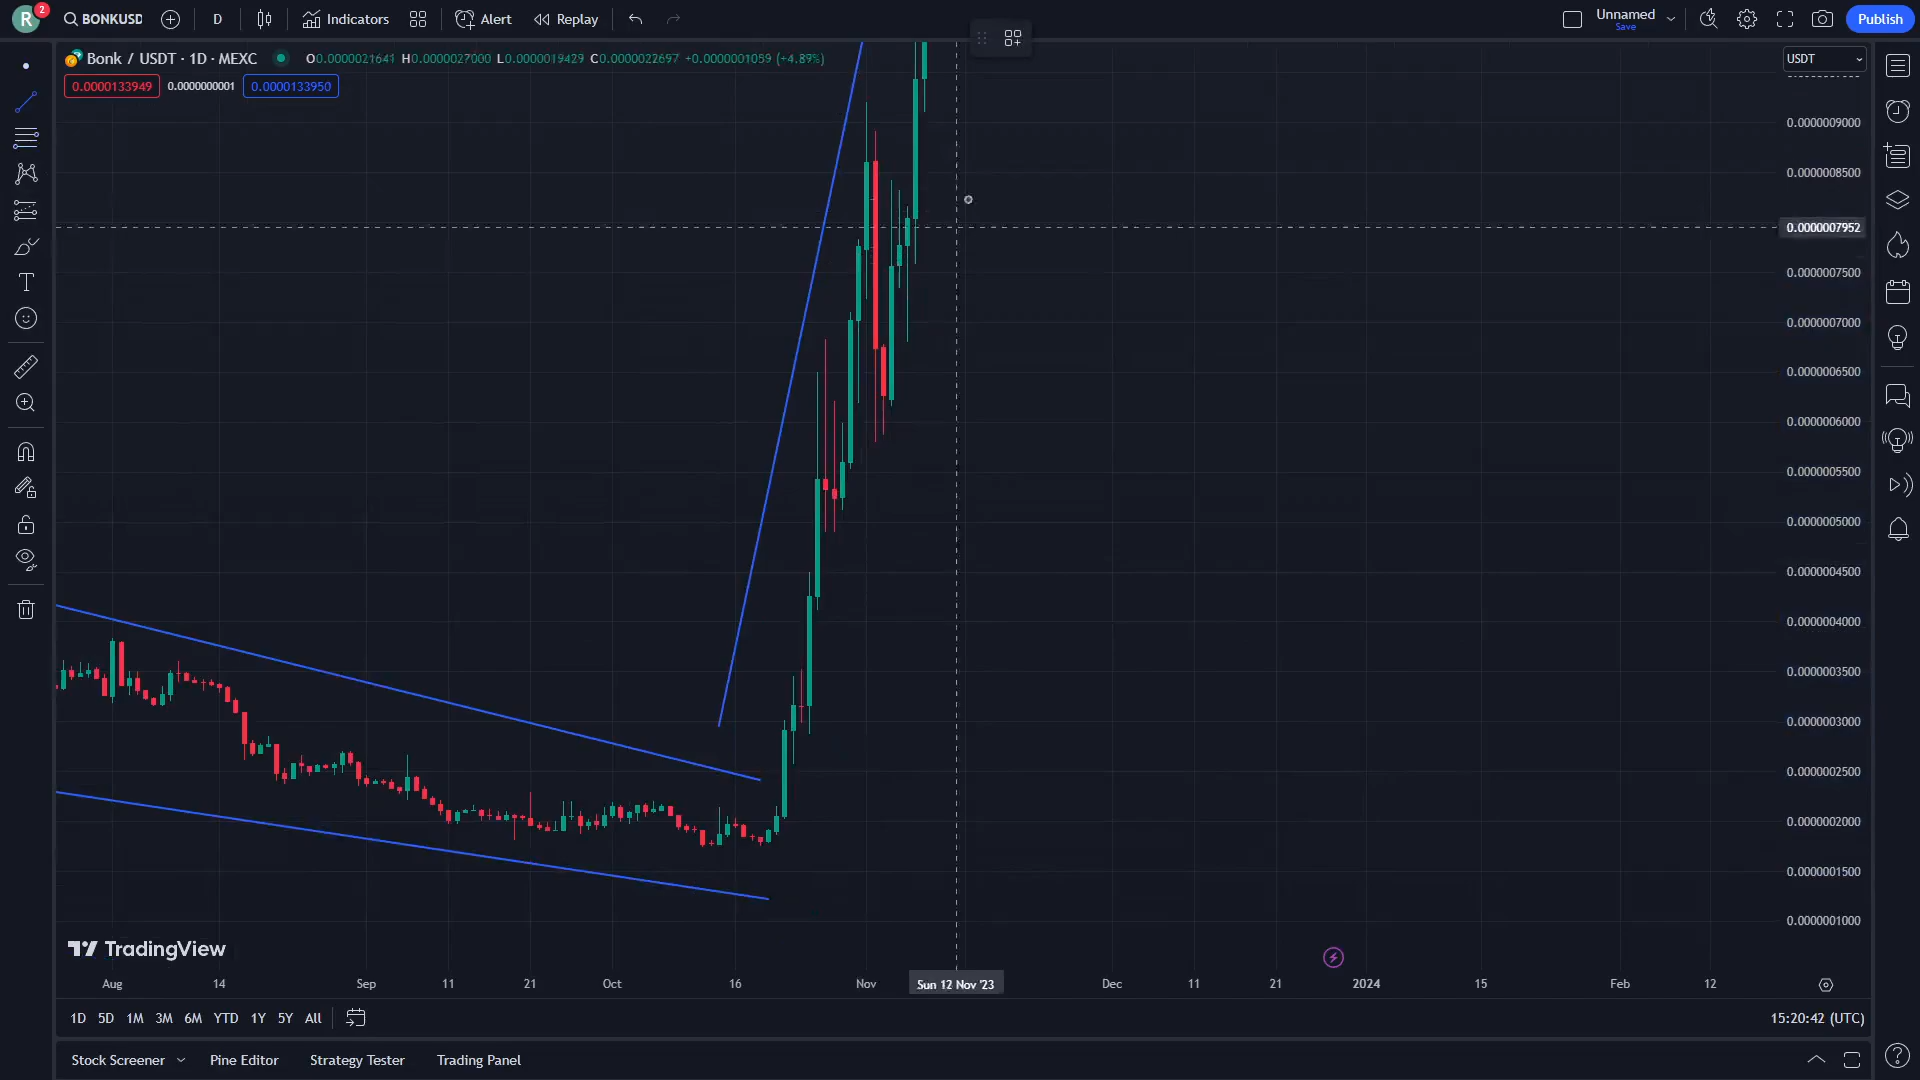 R 2 BONKUSD D Indicators Alert Replay Unnamed Save Publish
Bonk / USDT · 1D · MEXC O0.0000021641 H0.0000027000 L0.0000019429 C0.0000022697 +0.0000001059 (+4.89%) USDT
0.0000133949 0.0000000001 0.0000133950
0.0000009000
0.0000008500
0.0000007952
0.0000007500
0.0000007000
0.0000006500
0.0000006000
0.0000005500
0.0000005000
0.0000004500
0.0000004000
0.0000003500
0.0000003000
0.0000002500
0.0000002000
0.0000001500
0.0000001000
TradingView
Aug 14 Sep 11 21 Oct 16 Nov Sun 12 Nov '23 Dec 11 21 2024 15 Feb 12
1D 5D 1M 3M 6M YTD 1Y 5Y All 15:20:42 (UTC)
Stock Screener Pine Editor Strategy Tester Trading Panel